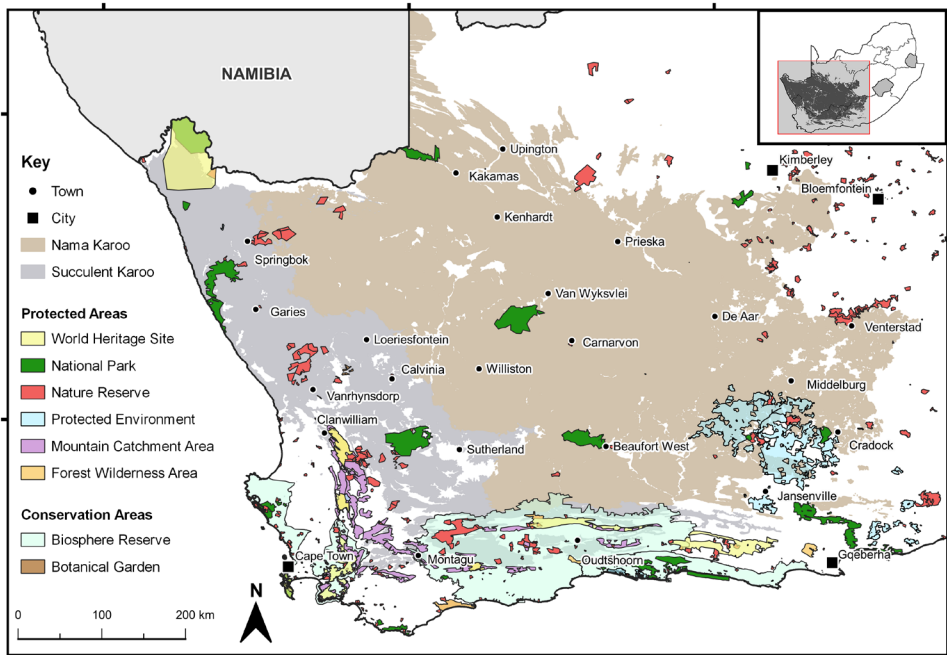 NAMIBIA
Key
Town
City
Nama Karoo
Succulent Karoo
Protected Areas
World Heritage Site
National Park
Nature Reserve
Protected Environment
Mountain Catchment Area
Forest Wilderness Area
Conservation Areas
Biosphere Reserve
Botanical Garden
0 100 200 km
N
Upington
Kakamas
Kimberley
Bloemfontein
Kenhardt
Prieska
Springbok
Van Wyksvlei
Garies
De Aar
Venterstad
Loeriesfontein
Carnarvon
Calvinia
Williston
Middelburg
Vanrhynsdorp
Clanwilliam
Cradock
Sutherland
Beaufort West
Jansenville
Cape Town
Montagu
Oudtshoorn
Gqeberha